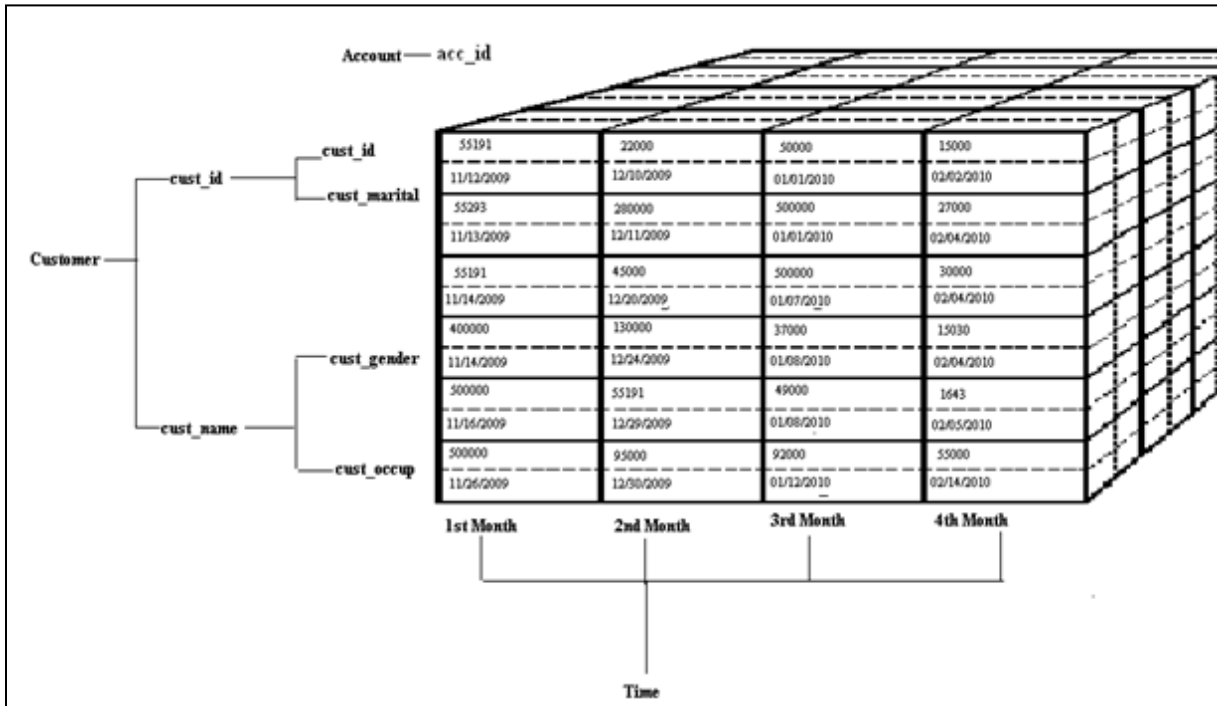 Account acc_id
cust_id
cust_id
cust_marital
Customer
cust_gender
cust_name
cust_occup
55191 22000 50000 15000
11/12/2009 12/10/2009 01/01/2010 02/02/2010
55293 280000 500000 27000
11/13/2009 12/11/2009 01/01/2010 02/04/2010
55191 45000 500000 30000
11/14/2009 12/20/2009 01/07/2010 02/04/2010
400000 130000 37000 15030
11/14/2009 12/24/2009 01/08/2010 02/04/2010
500000 55191 49000 1643
11/16/2009 12/29/2009 01/08/2010 02/05/2010
500000 95000 92000 55000
11/26/2009 12/30/2009 01/12/2010 02/14/2010
1st Month 2nd Month 3rd Month 4th Month
Time